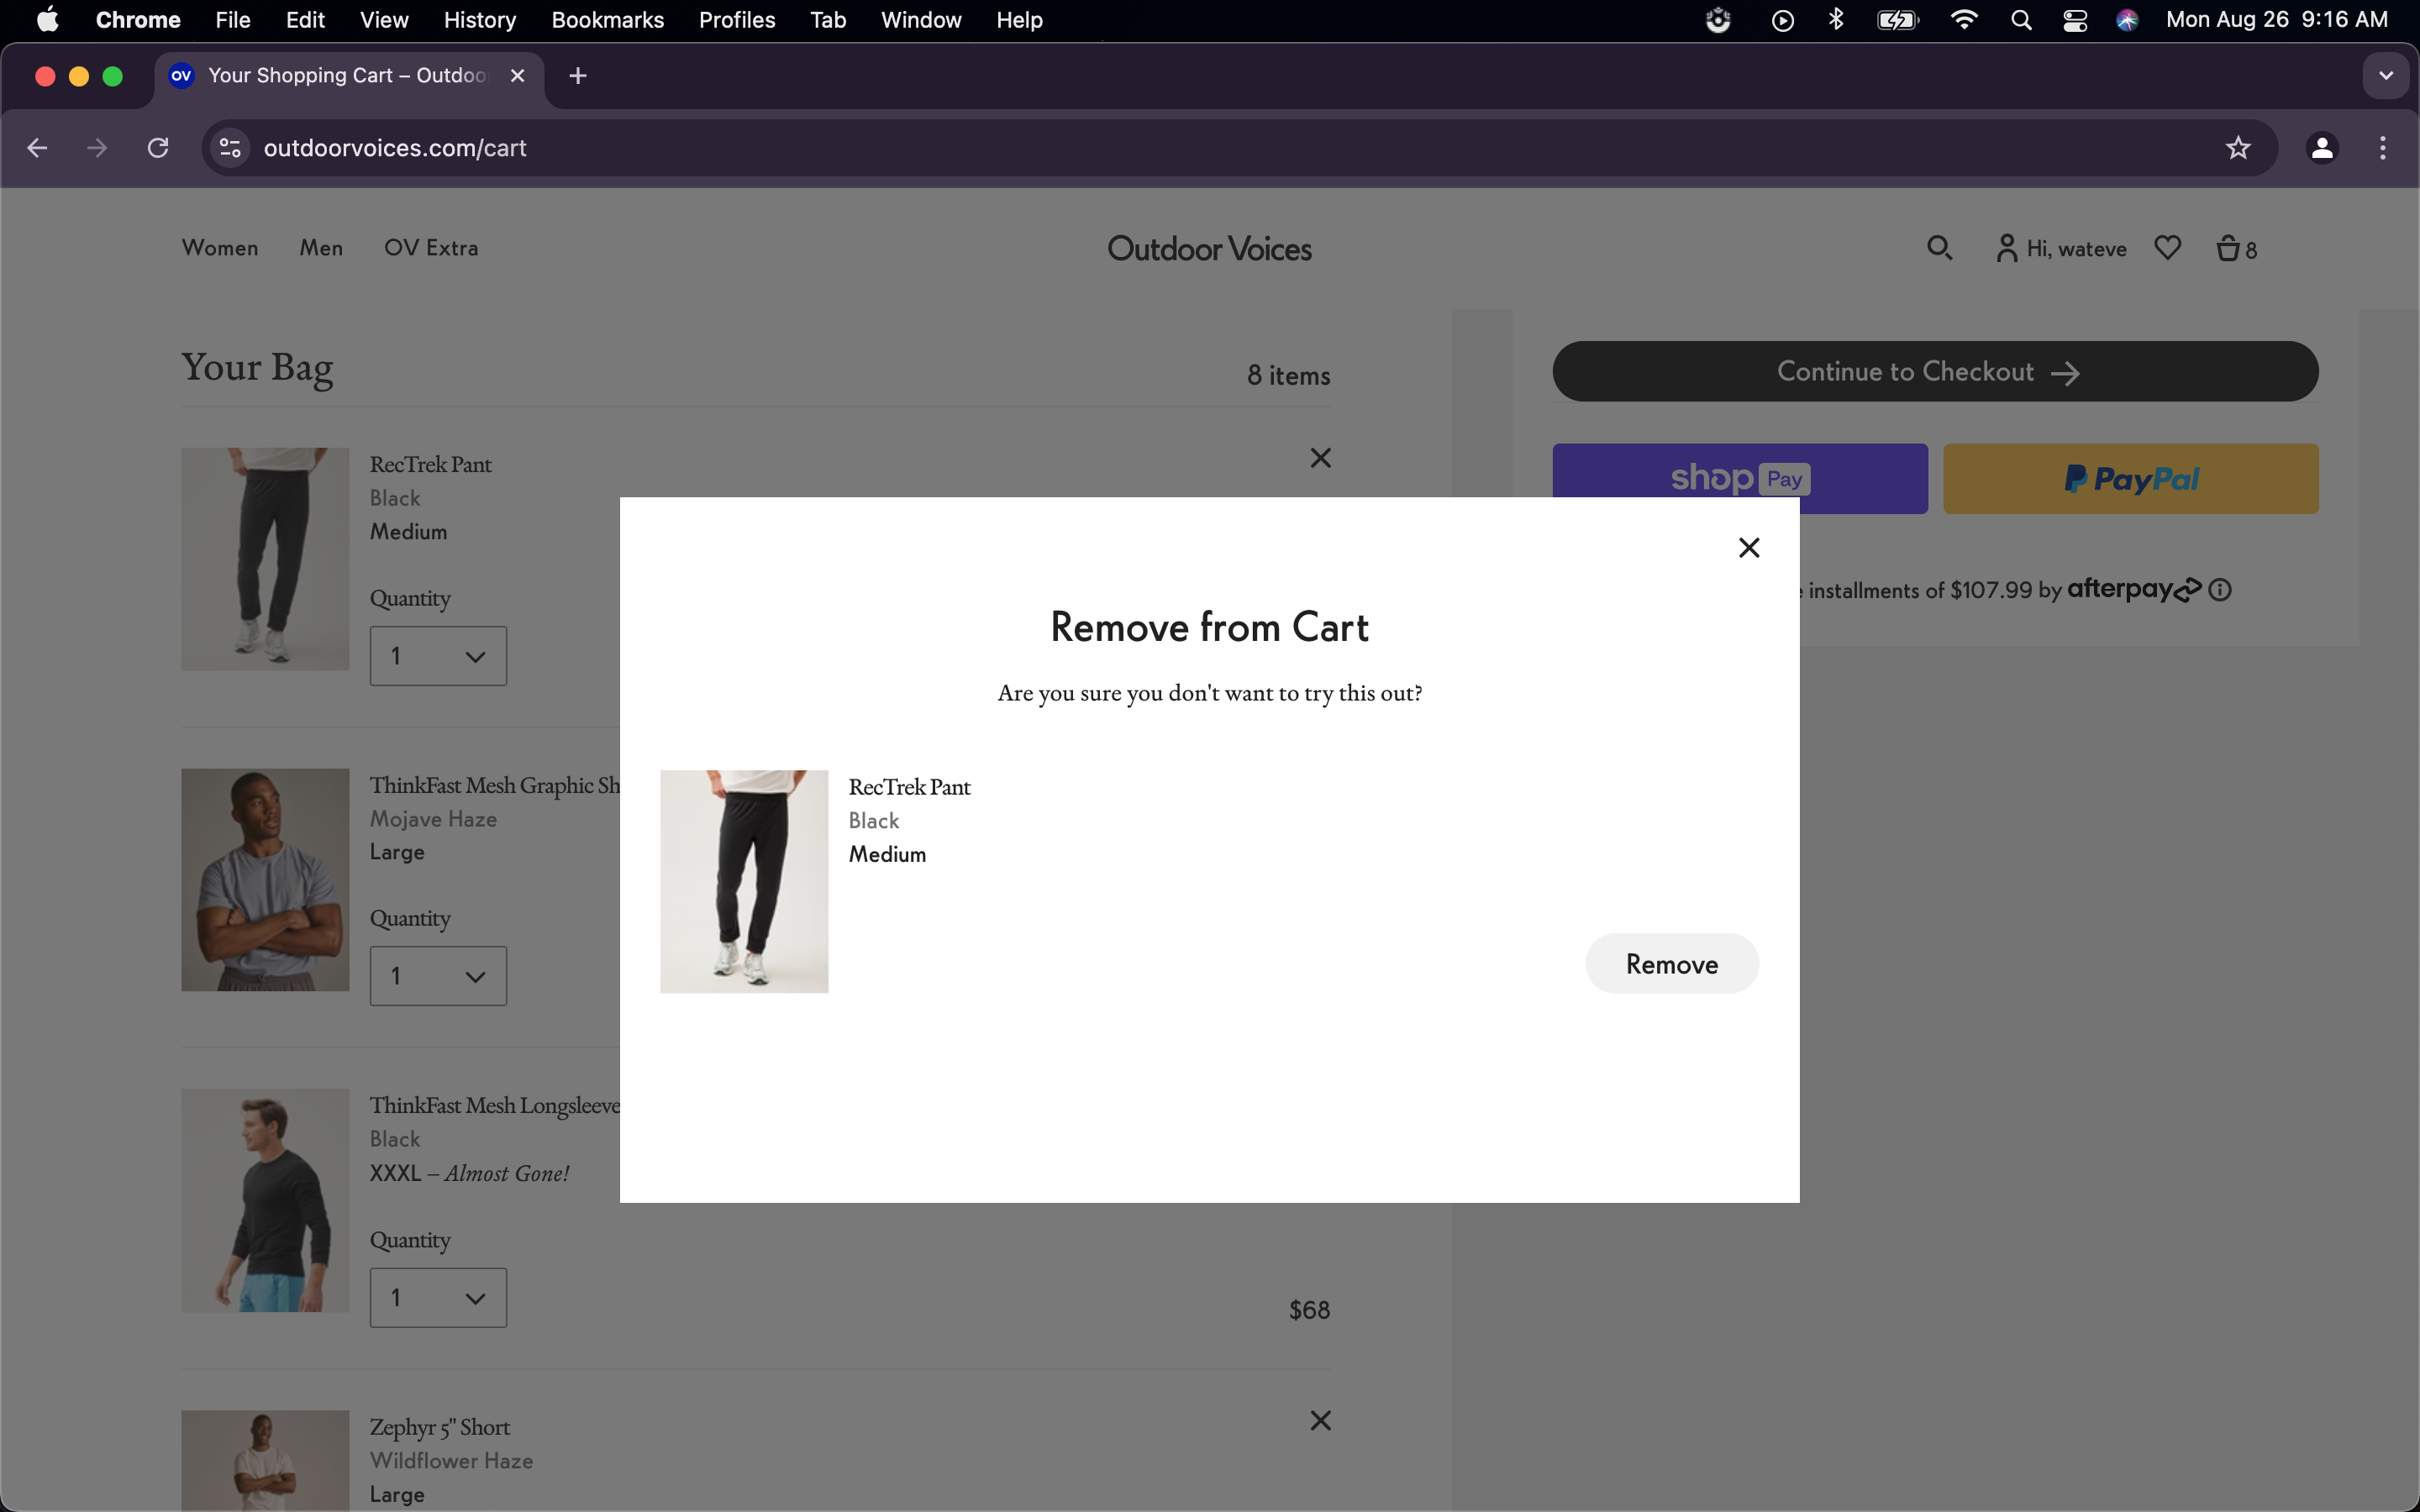 Chrome File Edit View History Bookmarks Profiles Tab Window Help Mon Aug 26 9:16 AM
OV Your Shopping Cart – Outdoo
outdoorvoices.com/cart
Women Men OV Extra Outdoor Voices Hi, wateve 8
Your Bag 8 items
Continue to Checkout
RecTrek Pant
Black
Medium
Quantity
1
shop Pay PayPal
installments of $107.99 by afterpay
Remove from Cart
Are you sure you don't want to try this out?
RecTrek Pant
Black
Medium
Remove
ThinkFast Mesh Graphic Sh
Mojave Haze
Large
Quantity
1
ThinkFast Mesh Longsleeve
Black
XXXL – Almost Gone!
Quantity
1
$68
Zephyr 5" Short
Wildflower Haze
Large